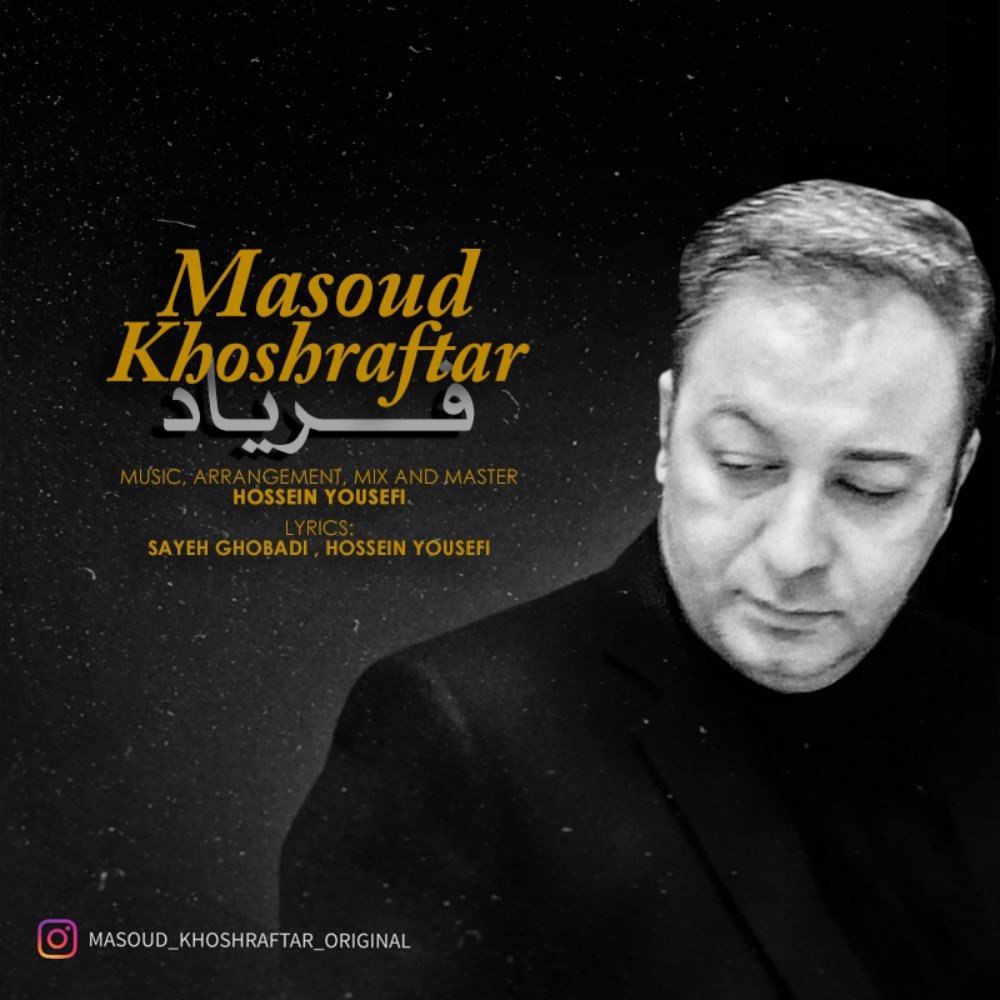 Masoud
Khoshraftar
فریاد
MUSIC, ARRANGEMENT, MIX AND MASTER
HOSSEIN YOUSEFI.
LYRICS:
SAYEH GHOBADI , HOSSEIN YOUSEFI
MASOUD_KHOSHRAFTAR_ORIGINAL